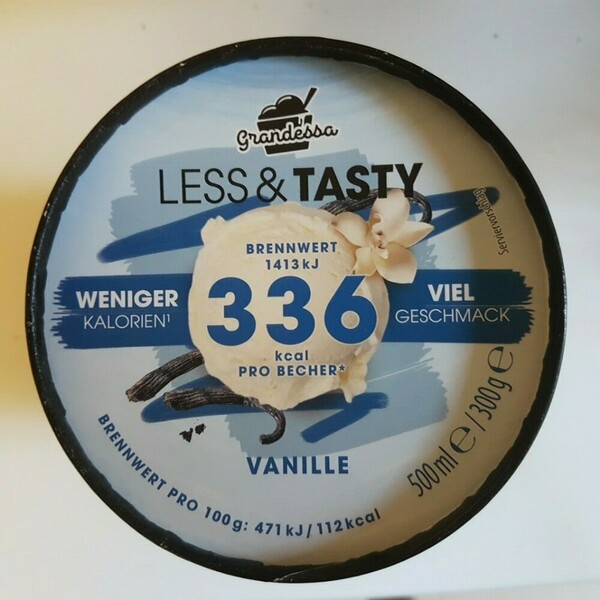 Grandessa
LESS & TASTY
Serviervorschlag
BRENNWERT
1413 kJ
336
kcal
PRO BECHER*
WENIGER
KALORIEN¹
VIEL
GESCHMACK
VANILLE
500 ml ℮ / 300 g ℮
BRENNWERT PRO 100 g: 471 kJ / 112 kcal